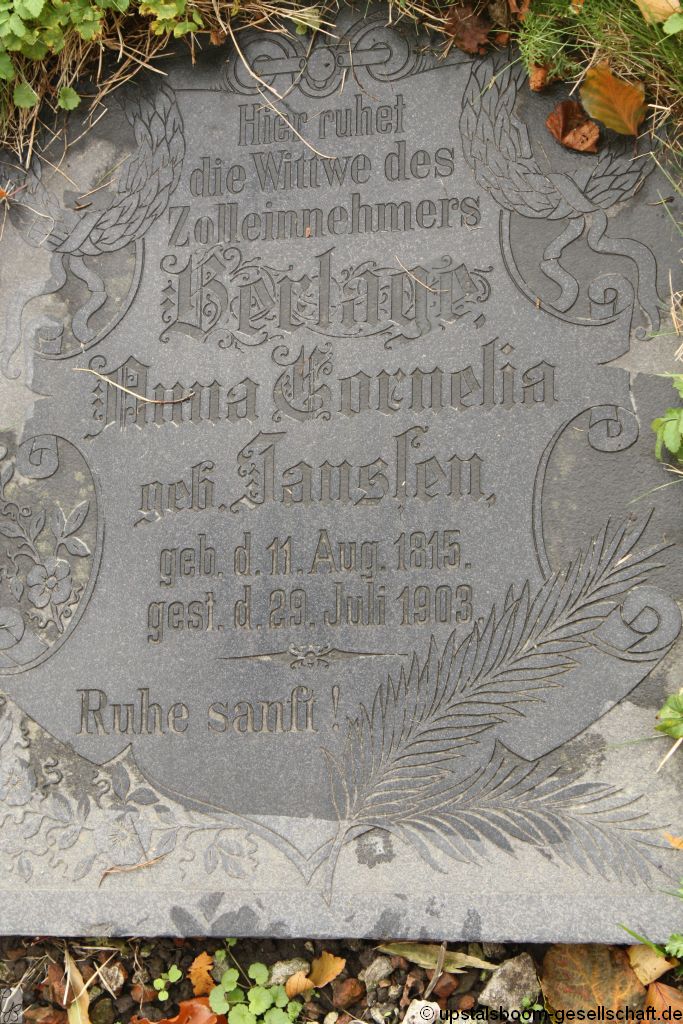 Hier ruhet
die Wittwe des
Zolleinnehmers
Gerlage,
Anna Cornelia
geb. Janſsen,
geb. d. 11. Aug. 1815.
gest. d. 29. Juli 1903.
Ruhe sanft!
© upstalsboom-gesellschaft.de